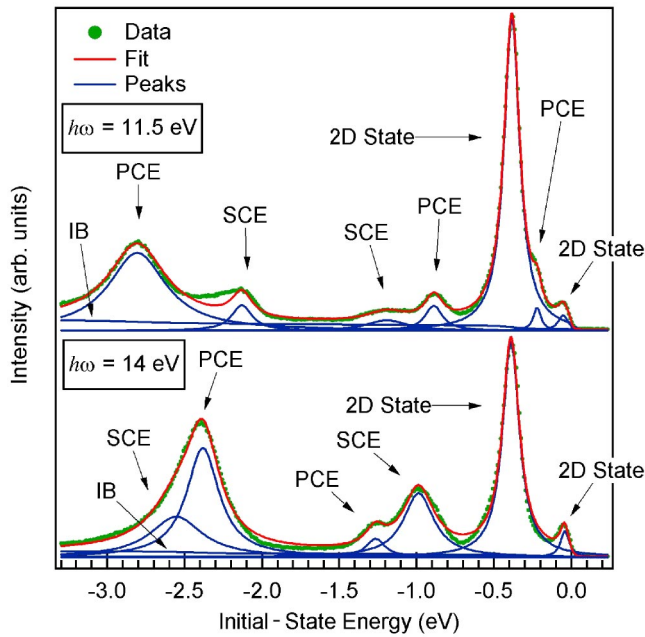 Data
Fit
Peaks
hω = 11.5 eV
PCE
2D State
PCE
IB
SCE
SCE
PCE
2D State
hω = 14 eV
PCE
SCE
2D State
SCE
IB
PCE
2D State
Intensity (arb. units)
-3.0 -2.5 -2.0 -1.5 -1.0 -0.5 0.0
Initial - State Energy (eV)